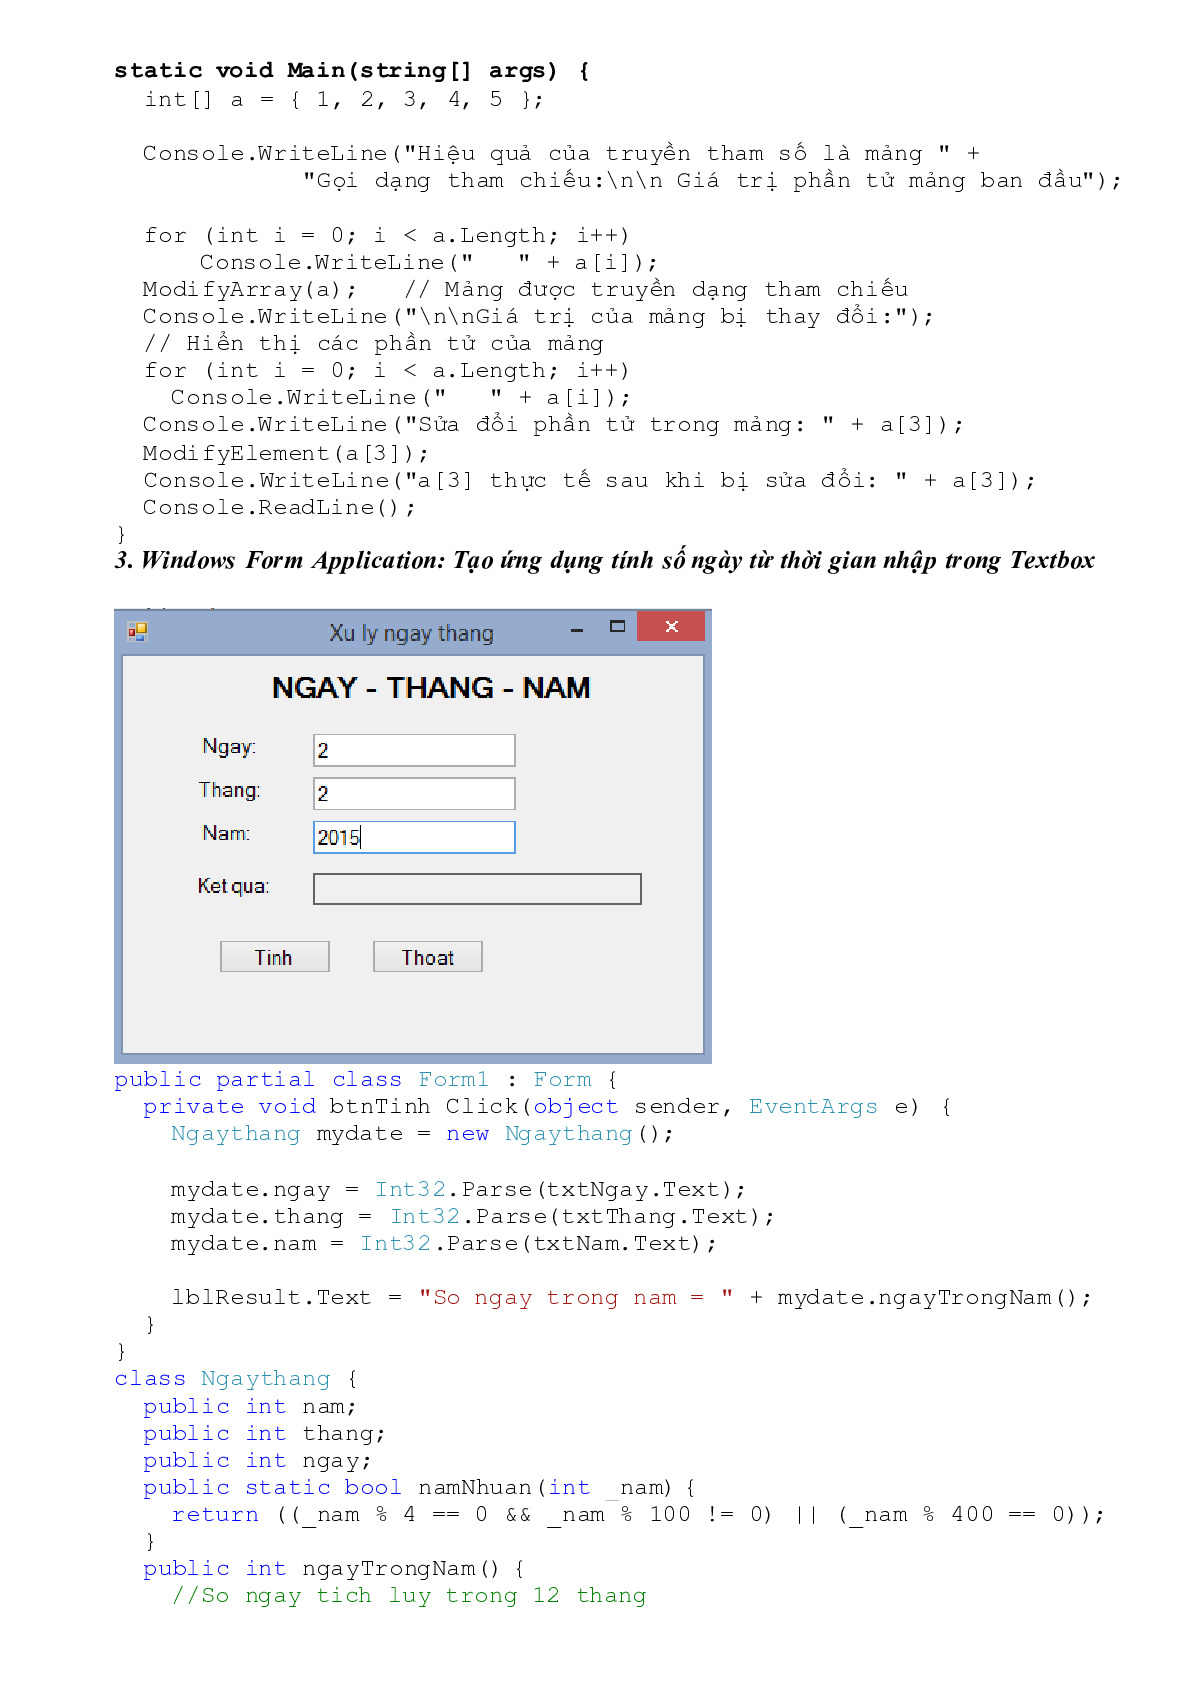 static void Main(string[] args) {
int[] a = { 1, 2, 3, 4, 5 };
Console.WriteLine("Hiệu quả của truyền tham số là mảng " +
"Gọi dạng tham chiếu:\n\n Giá trị phần tử mảng ban đầu");
for (int i = 0; i < a.Length; i++)
Console.WriteLine("   " + a[i]);
ModifyArray(a);   // Mảng được truyền dạng tham chiếu
Console.WriteLine("\n\nGiá trị của mảng bị thay đổi:");
// Hiển thị các phần tử của mảng
for (int i = 0; i < a.Length; i++)
Console.WriteLine("   " + a[i]);
Console.WriteLine("Sửa đổi phần tử trong mảng: " + a[3]);
ModifyElement(a[3]);
Console.WriteLine("a[3] thực tế sau khi bị sửa đổi: " + a[3]);
Console.ReadLine();
}
3. Windows Form Application: Tạo ứng dụng tính số ngày từ thời gian nhập trong Textbox
Xu ly ngay thang
NGAY - THANG - NAM
Ngay: 2
Thang: 2
Nam: 2015
Ket qua:
Tinh Thoat
public partial class Form1 : Form {
private void btnTinh Click(object sender, EventArgs e) {
Ngaythang mydate = new Ngaythang();
mydate.ngay = Int32.Parse(txtNgay.Text);
mydate.thang = Int32.Parse(txtThang.Text);
mydate.nam = Int32.Parse(txtNam.Text);
lblResult.Text = "So ngay trong nam = " + mydate.ngayTrongNam();
}
}
class Ngaythang {
public int nam;
public int thang;
public int ngay;
public static bool namNhuan(int _nam) {
return ((_nam % 4 == 0 && _nam % 100 != 0) || (_nam % 400 == 0));
}
public int ngayTrongNam() {
//So ngay tich luy trong 12 thang